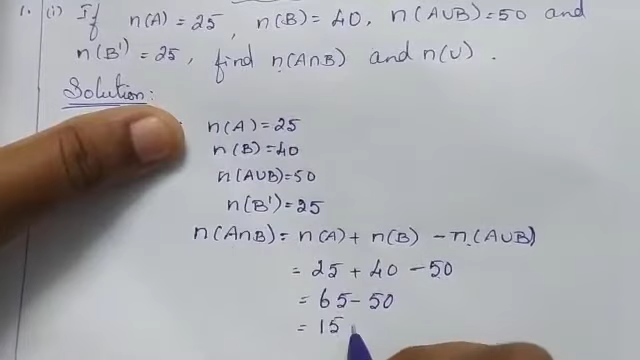 1. (i) If n(A) = 25, n(B) = 40, n(A∪B) = 50 and
n(B') = 25, find n(A∩B) and n(U).
Solution:
n(A) = 25
n(B) = 40
n(A∪B) = 50
n(B') = 25
n(A∩B) = n(A) + n(B) - n(A∪B)
= 25 + 40 - 50
= 65 - 50
= 15